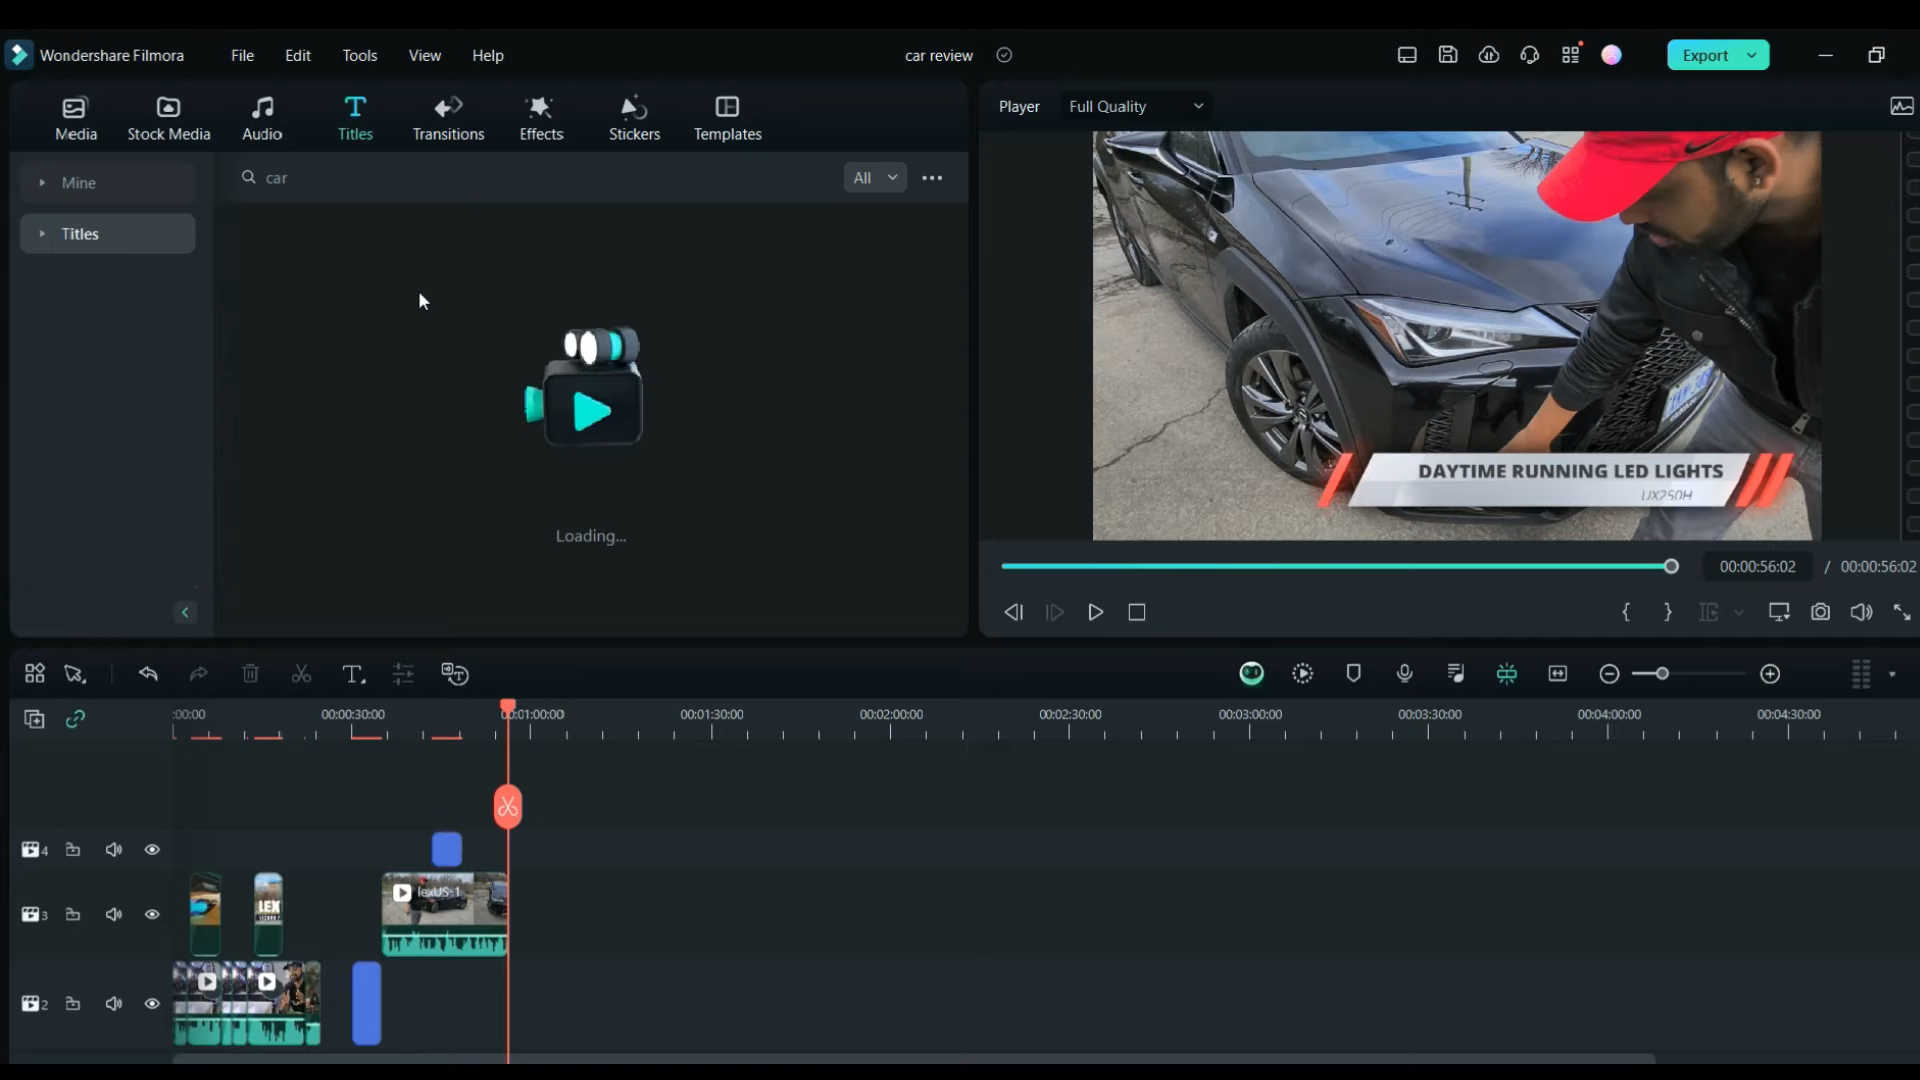 Wondershare Filmora File Edit Tools View Help car review Export
Media Stock Media Audio Titles Transitions Effects Stickers Templates
Player Full Quality
Mine
Titles
car All
Loading...
DAYTIME RUNNING LED LIGHTS
UX250H
00:00:56:02 / 00:00:56:02
:00:00 00:00:30:00 00:01:00:00 00:01:30:00 00:02:00:00 00:02:30:00 00:03:00:00 00:03:30:00 00:04:00:00 00:04:30:00
4
3
lexUS-1
LEX
2